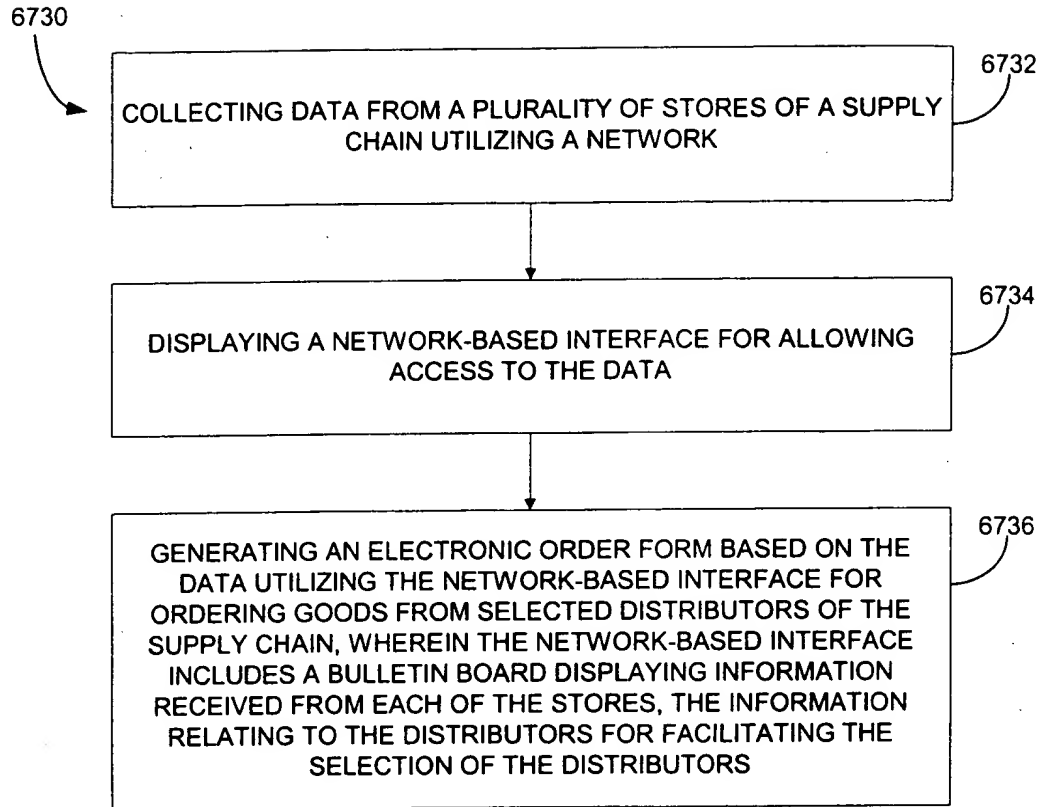 6730
6732
COLLECTING DATA FROM A PLURALITY OF STORES OF A SUPPLY
CHAIN UTILIZING A NETWORK
6734
DISPLAYING A NETWORK-BASED INTERFACE FOR ALLOWING
ACCESS TO THE DATA
6736
GENERATING AN ELECTRONIC ORDER FORM BASED ON THE
DATA UTILIZING THE NETWORK-BASED INTERFACE FOR
ORDERING GOODS FROM SELECTED DISTRIBUTORS OF THE
SUPPLY CHAIN, WHEREIN THE NETWORK-BASED INTERFACE
INCLUDES A BULLETIN BOARD DISPLAYING INFORMATION
RECEIVED FROM EACH OF THE STORES, THE INFORMATION
RELATING TO THE DISTRIBUTORS FOR FACILITATING THE
SELECTION OF THE DISTRIBUTORS